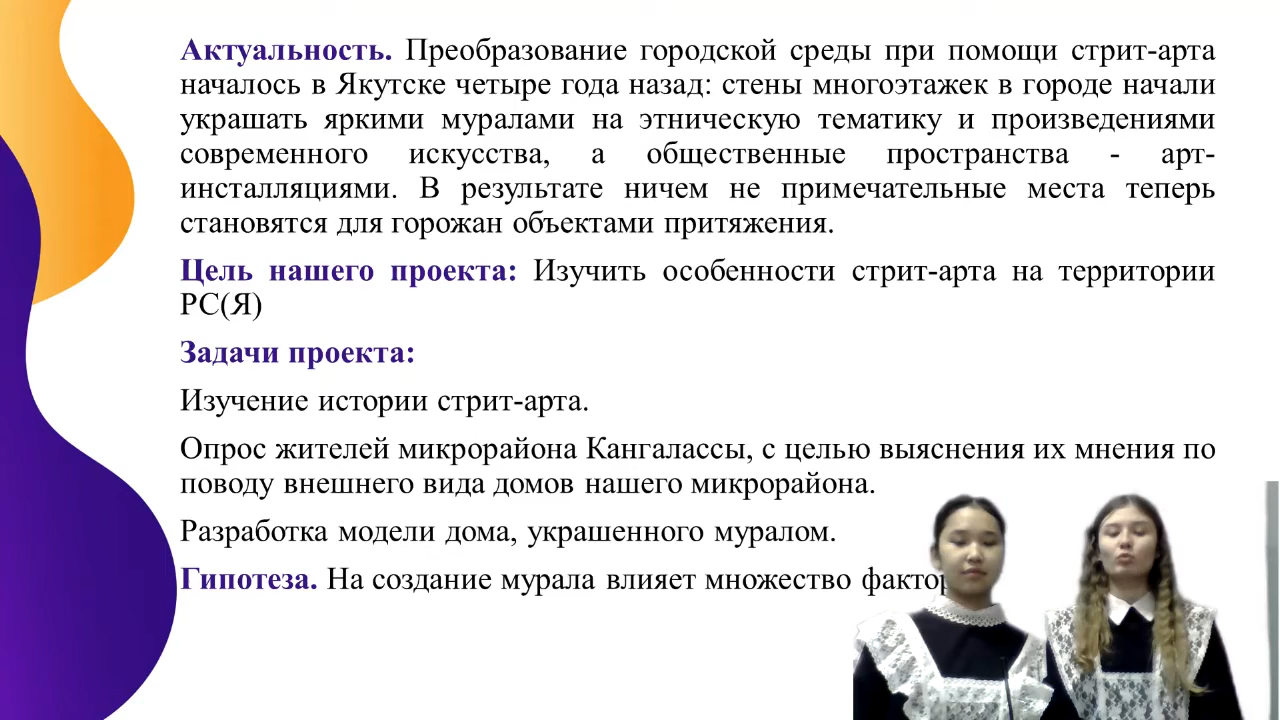 Актуальность. Преобразование городской среды при помощи стрит-арта
началось в Якутске четыре года назад: стены многоэтажек в городе начали
украшать яркими муралами на этническую тематику и произведениями
современного искусства, а общественные пространства - арт-
инсталляциями. В результате ничем не примечательные места теперь
становятся для горожан объектами притяжения.
Цель нашего проекта: Изучить особенности стрит-арта на территории
РС(Я)
Задачи проекта:
Изучение истории стрит-арта.
Опрос жителей микрорайона Кангалассы, с целью выяснения их мнения по
поводу внешнего вида домов нашего микрорайона.
Разработка модели дома, украшенного муралом.
Гипотеза. На создание мурала влияет множество